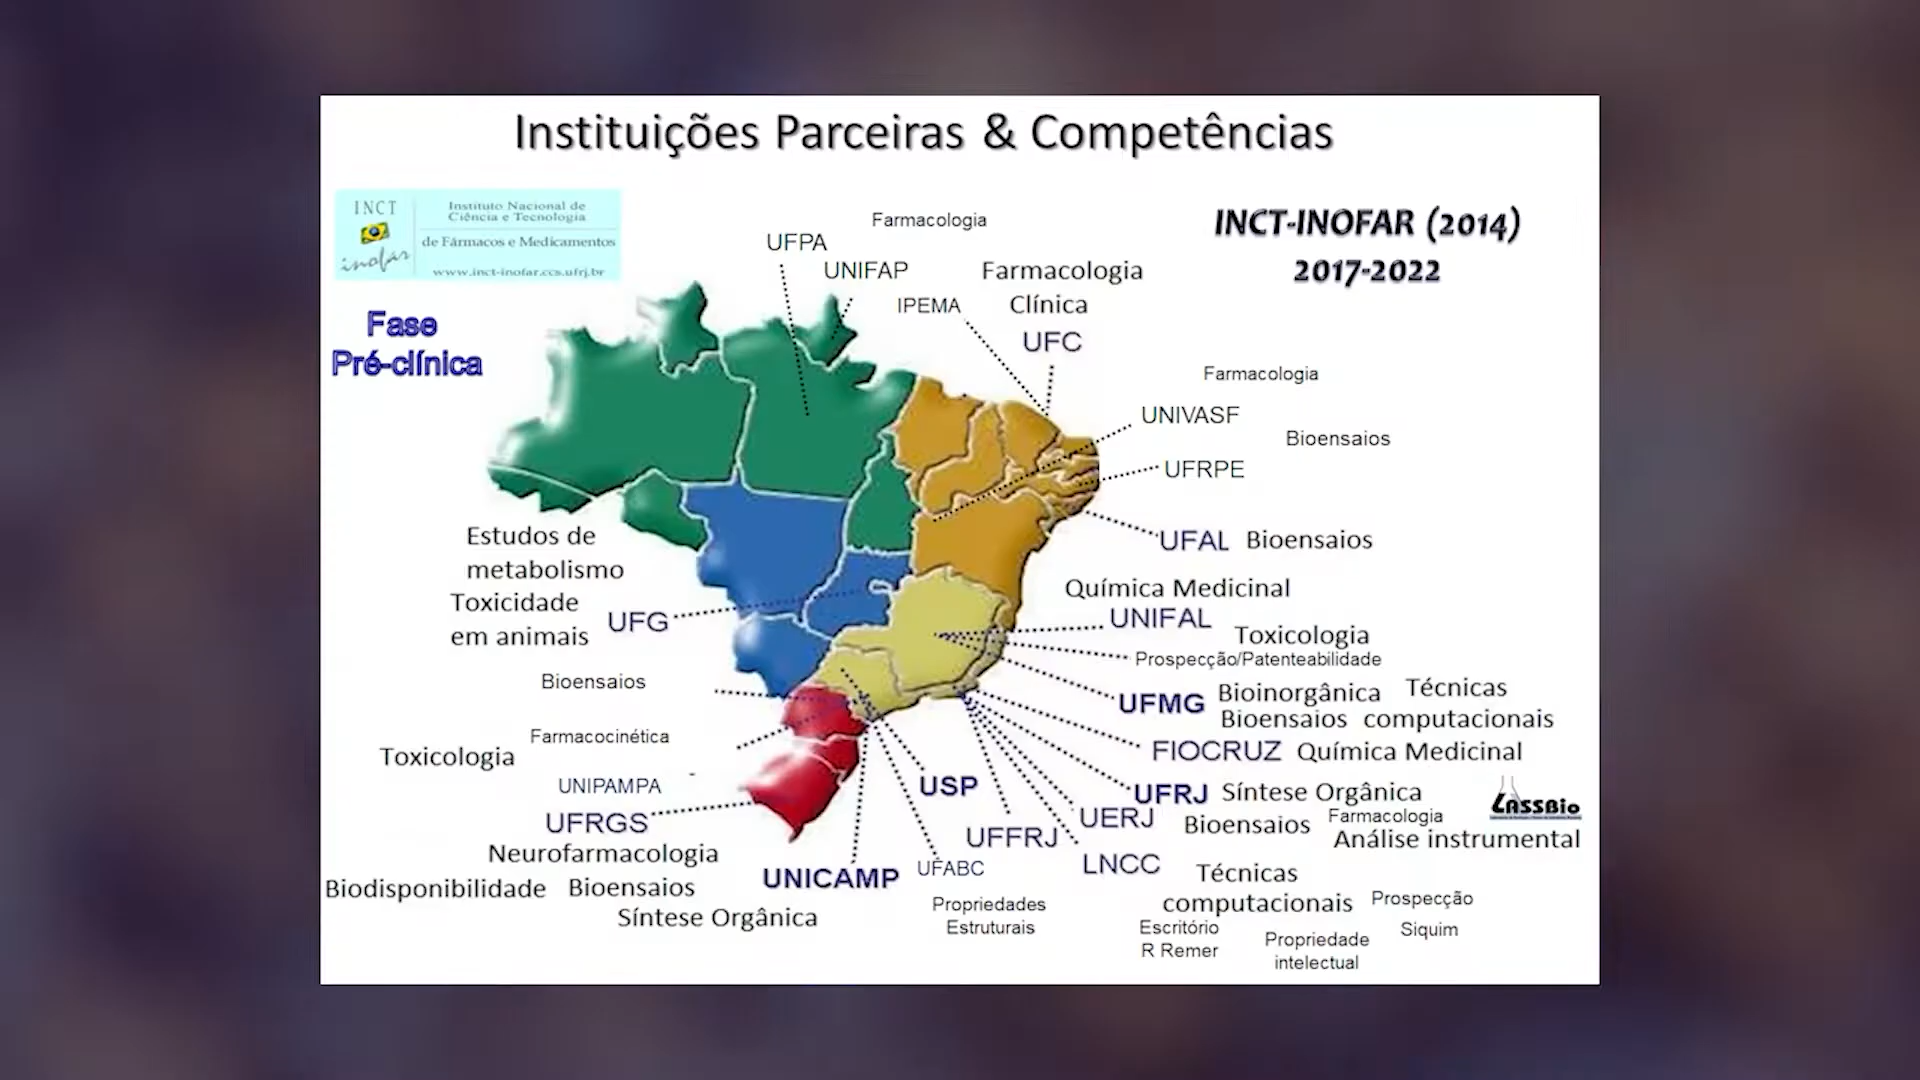 Instituições Parceiras & Competências
INCT
inofar
Instituto Nacional de
Ciência e Tecnologia
de Fármacos e Medicamentos
www.inct-inofar.ccs.ufrj.br
INCT-INOFAR (2014)
2017-2022
Fase
Pré-clínica
Farmacologia
UFPA
UNIFAP
IPEMA
Farmacologia
Clínica
UFC
Farmacologia
UNIVASF
Bioensaios
UFRPE
UFAL Bioensaios
Estudos de
metabolismo
Toxicidade
em animais
UFG
Química Medicinal
UNIFAL
Toxicologia
Prospecção/Patenteabilidade
Bioensaios
UFMG Bioinorgânica Técnicas
Bioensaios computacionais
Farmacocinética
Toxicologia
FIOCRUZ Química Medicinal
UNIPAMPA
USP
UFRJ Síntese Orgânica
LASSBio
UFRGS
UFFRJ
UERJ
Bioensaios
Farmacologia
Análise instrumental
Neurofarmacologia
Biodisponibilidade Bioensaios
Síntese Orgânica
UNICAMP
UFABC
LNCC
Técnicas
computacionais
Propriedades
Estruturais
Prospecção
Escritório
R Remer
Propriedade
intelectual
Siquim